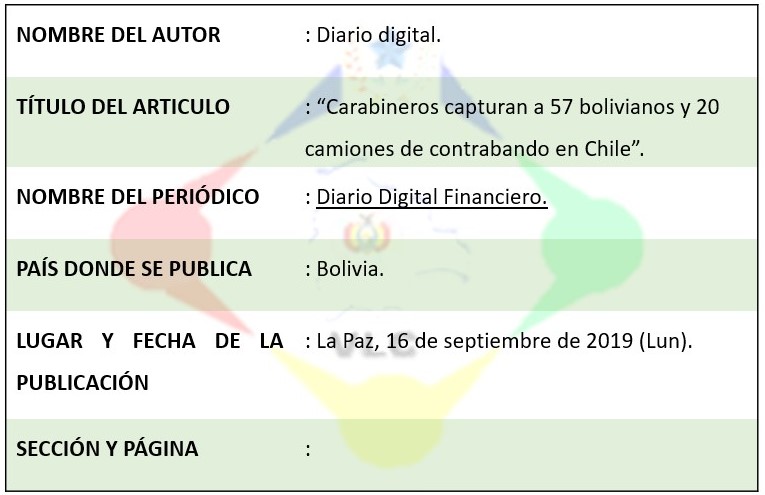 NOMBRE DEL AUTOR : Diario digital.
TÍTULO DEL ARTICULO : “Carabineros capturan a 57 bolivianos y 20
camiones de contrabando en Chile”.
NOMBRE DEL PERIÓDICO : Diario Digital Financiero.
PAÍS DONDE SE PUBLICA : Bolivia.
LUGAR Y FECHA DE LA : La Paz, 16 de septiembre de 2019 (Lun).
VLG
PUBLICACIÓN
SECCIÓN Y PÁGINA :